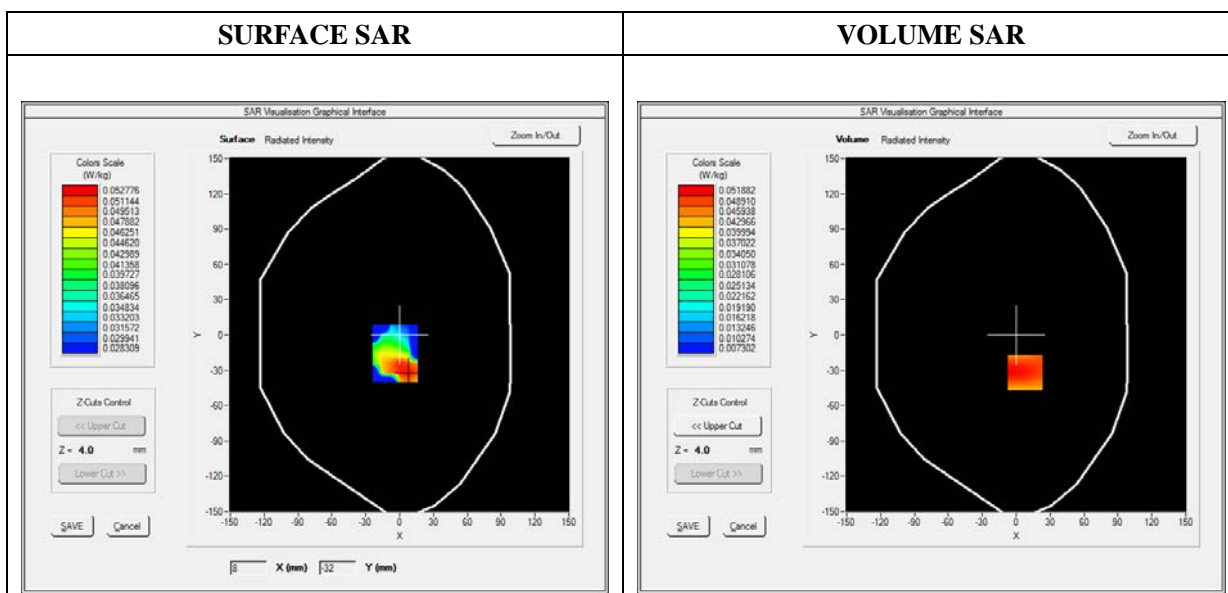 SURFACE SAR
VOLUME SAR
SAR Visualisation Graphical Interface
Surface Radiated Intensity
Zoom In/Out
Colors Scale
(W/kg)
0.052776
0.051144
0.049513
0.047882
0.046251
0.044620
0.042989
0.041358
0.039727
0.038096
0.036465
0.034834
0.033203
0.031572
0.029941
0.028309
Z-Cuts Control
<< Upper Cut
Z = 4.0 mm
Lower Cut >>
SAVE Cancel
150
120
90
60
30
0
-30
-60
-90
-120
-150
Y
-150 -120 -90 -60 -30 0 30 60 90 120 150
X
8 X (mm) -32 Y (mm)
SAR Visualisation Graphical Interface
Volume Radiated Intensity
Zoom In/Out
Colors Scale
(W/kg)
0.051882
0.048910
0.045938
0.042966
0.039994
0.037022
0.034050
0.031078
0.028106
0.025134
0.022162
0.019190
0.016218
0.013246
0.010274
0.007302
Z-Cuts Control
<< Upper Cut
Z = 4.0 mm
Lower Cut >>
SAVE Cancel
150
120
90
60
30
0
-30
-60
-90
-120
-150
Y
-150 -120 -90 -60 -30 0 30 60 90 120 150
X